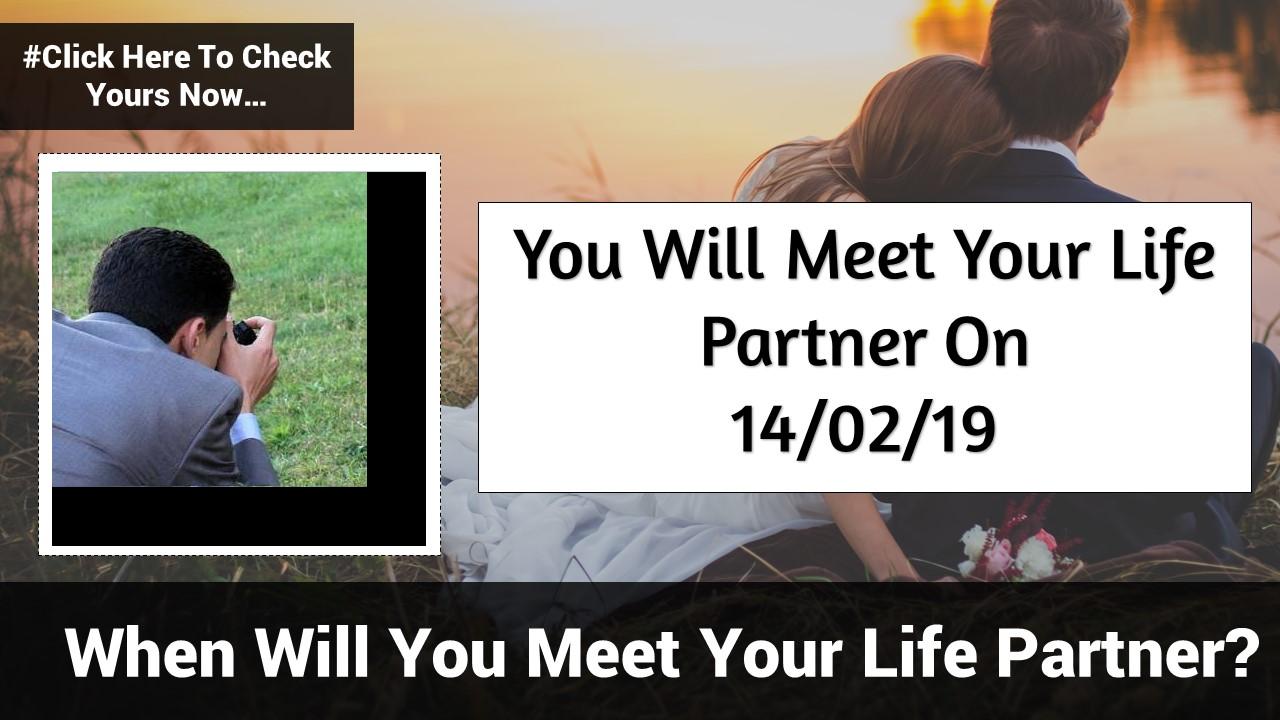 #Click Here To Check
Yours Now...
You Will Meet Your Life
Partner On
14/02/19
When Will You Meet Your Life Partner?